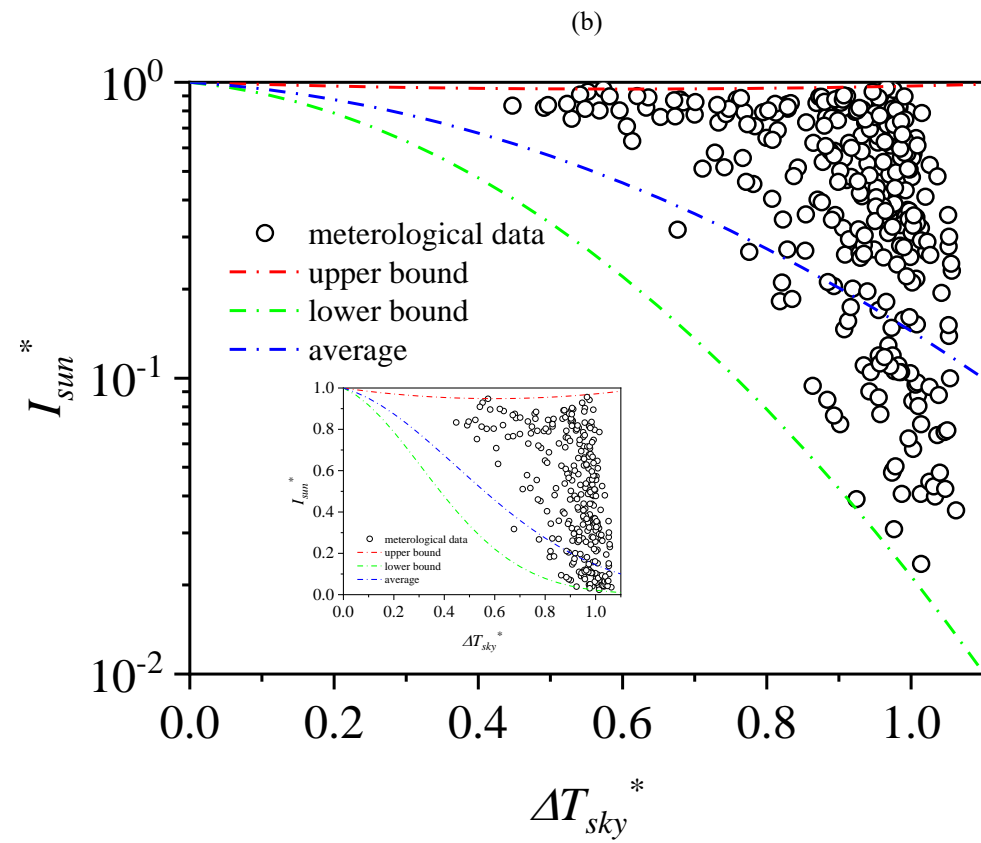 (b)
10⁰
10⁻¹
10⁻²
I_sun*
meterological data
upper bound
lower bound
average
1.0
0.8
0.6
0.4
0.2
0.0
I_sun*
meterological data
upper bound
lower bound
average
0.0 0.2 0.4 0.6 0.8 1.0
ΔT_sky*
0.0 0.2 0.4 0.6 0.8 1.0
ΔT_sky*